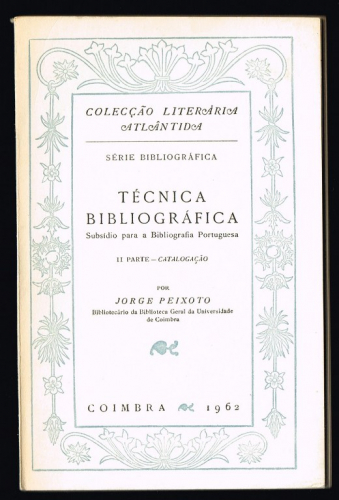 COLECÇÃO LITERÁRIA
ATLÂNTIDA
SÉRIE BIBLIOGRÁFICA
TÉCNICA
BIBLIOGRÁFICA
Subsídio para a Bibliografia Portuguesa
II PARTE — CATALOGAÇÃO
POR
JORGE PEIXOTO
Bibliotecário da Biblioteca Geral da Universidade
de Coimbra
COIMBRA 1962